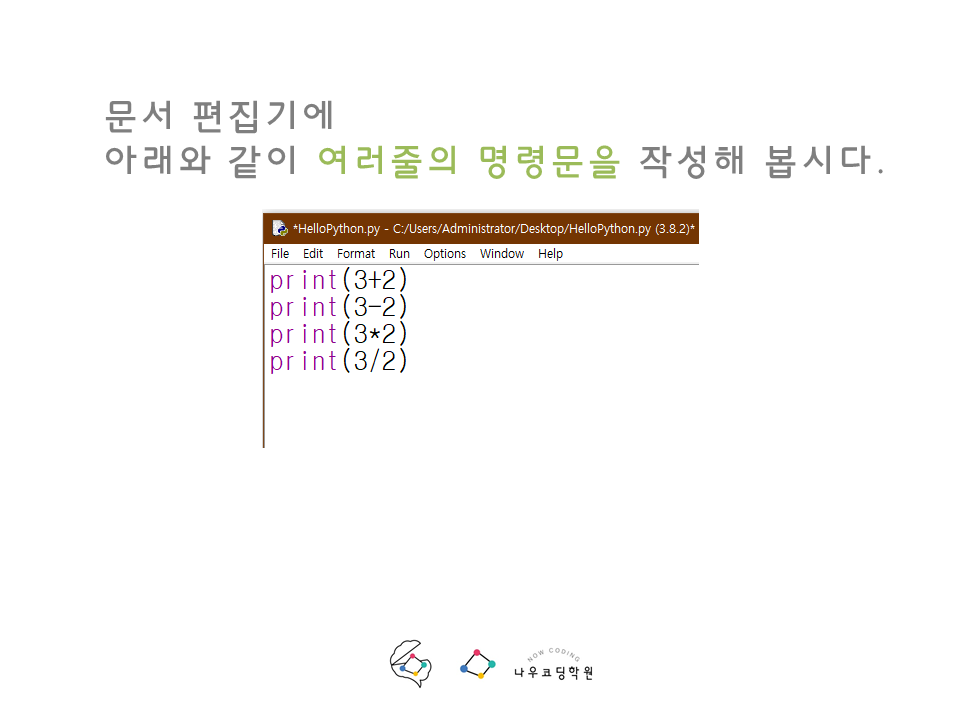 문서 편집기에
아래와 같이 여러줄의 명령문을 작성해 봅시다.
*HelloPython.py - C:/Users/Administrator/Desktop/HelloPython.py (3.8.2)*
File Edit Format Run Options Window Help
print(3+2)
print(3-2)
print(3*2)
print(3/2)
NOW CODING
나우코딩학원